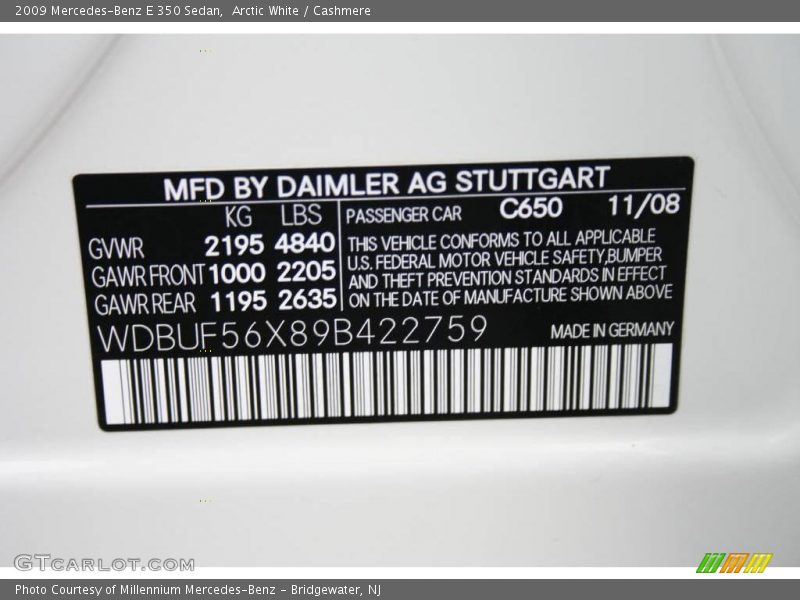 2009 Mercedes-Benz E 350 Sedan, Arctic White / Cashmere
MFD BY DAIMLER AG STUTTGART
KG LBS
GVWR 2195 4840
GAWR FRONT 1000 2205
GAWR REAR 1195 2635
PASSENGER CAR C650 11/08
THIS VEHICLE CONFORMS TO ALL APPLICABLE
U.S. FEDERAL MOTOR VEHICLE SAFETY,BUMPER
AND THEFT PREVENTION STANDARDS IN EFFECT
ON THE DATE OF MANUFACTURE SHOWN ABOVE
WDBUF56X89B422759
MADE IN GERMANY
GTCARLOT.COM
Photo Courtesy of Millennium Mercedes-Benz - Bridgewater, NJ